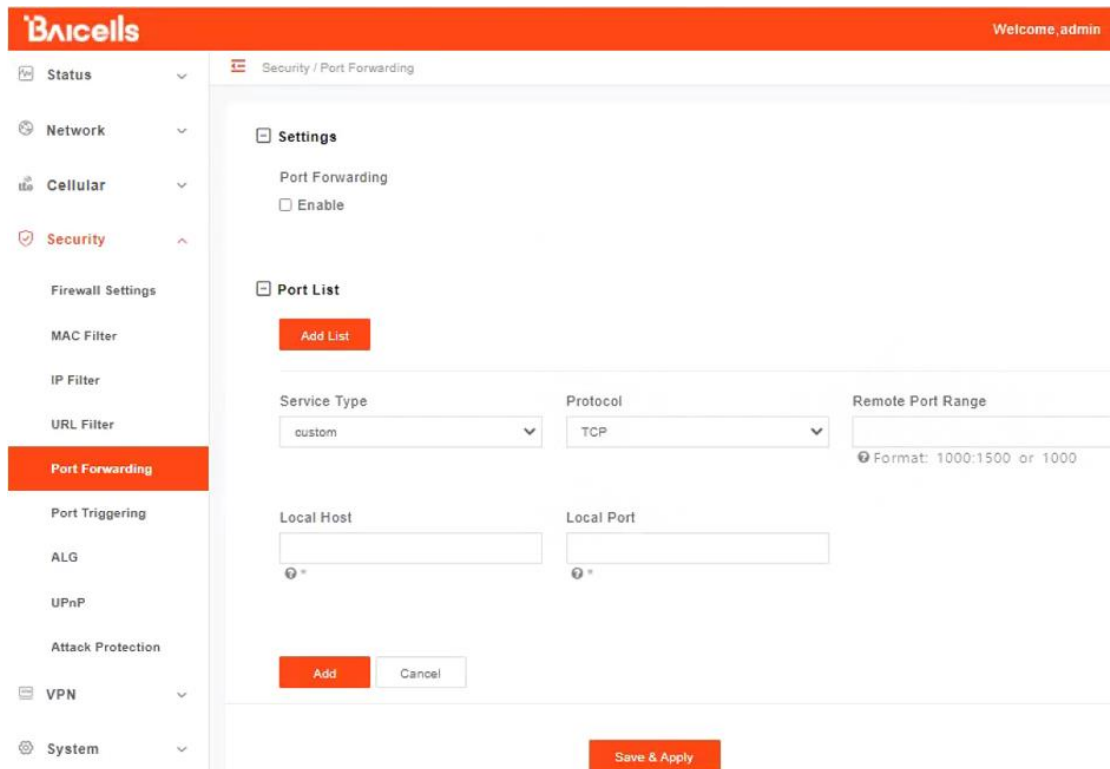 BAIcells
Welcome,admin
Status
Network
Cellular
Security
Firewall Settings
MAC Filter
IP Filter
URL Filter
Port Forwarding
Port Triggering
ALG
UPnP
Attack Protection
VPN
System
Security / Port Forwarding
Settings
Port Forwarding
Enable
Port List
Add List
Service Type
Protocol
Remote Port Range
custom
TCP
Format: 1000:1500 or 1000
Local Host
Local Port
*
*
Add
Cancel
Save & Apply